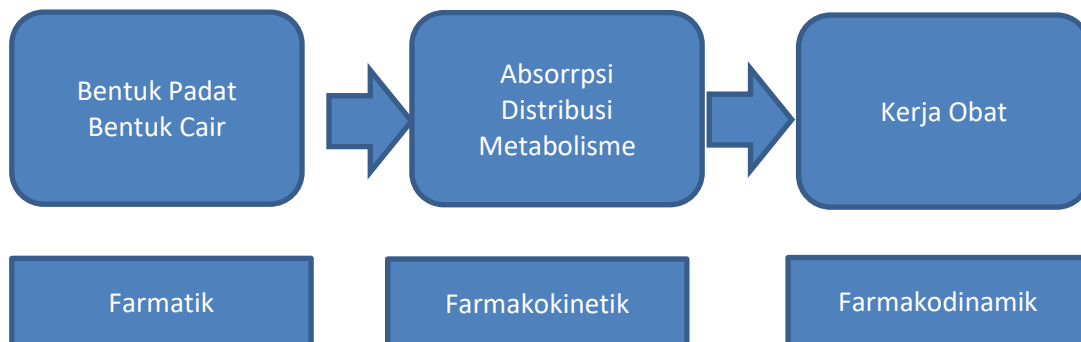 Bentuk Padat
Bentuk Cair
Absorrpsi
Distribusi
Metabolisme
Kerja Obat
Farmatik
Farmakokinetik
Farmakodinamik